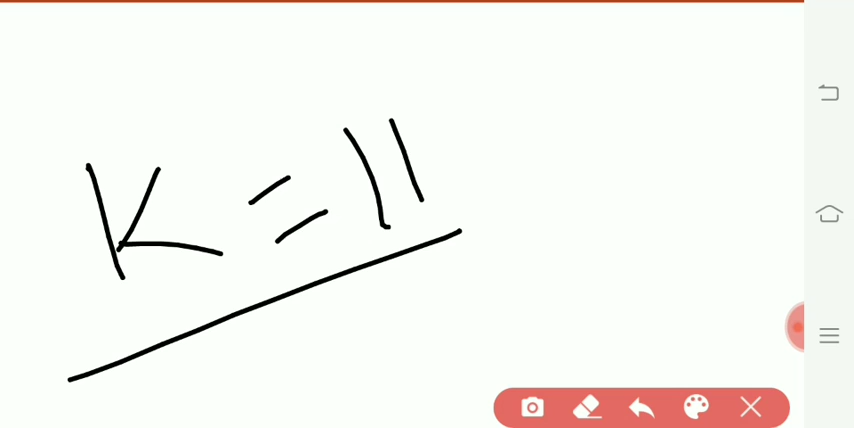 K = 11